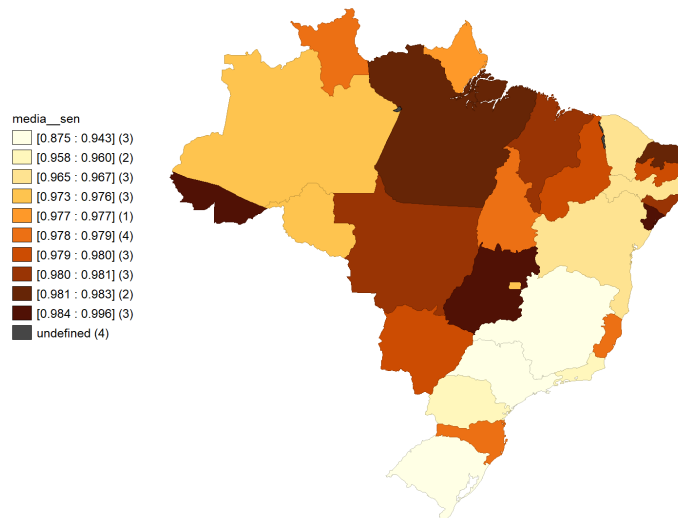 media__sen
[0.875 : 0.943] (3)
[0.958 : 0.960] (2)
[0.965 : 0.967] (3)
[0.973 : 0.976] (3)
[0.977 : 0.977] (1)
[0.978 : 0.979] (4)
[0.979 : 0.980] (3)
[0.980 : 0.981] (3)
[0.981 : 0.983] (2)
[0.984 : 0.996] (3)
undefined (4)